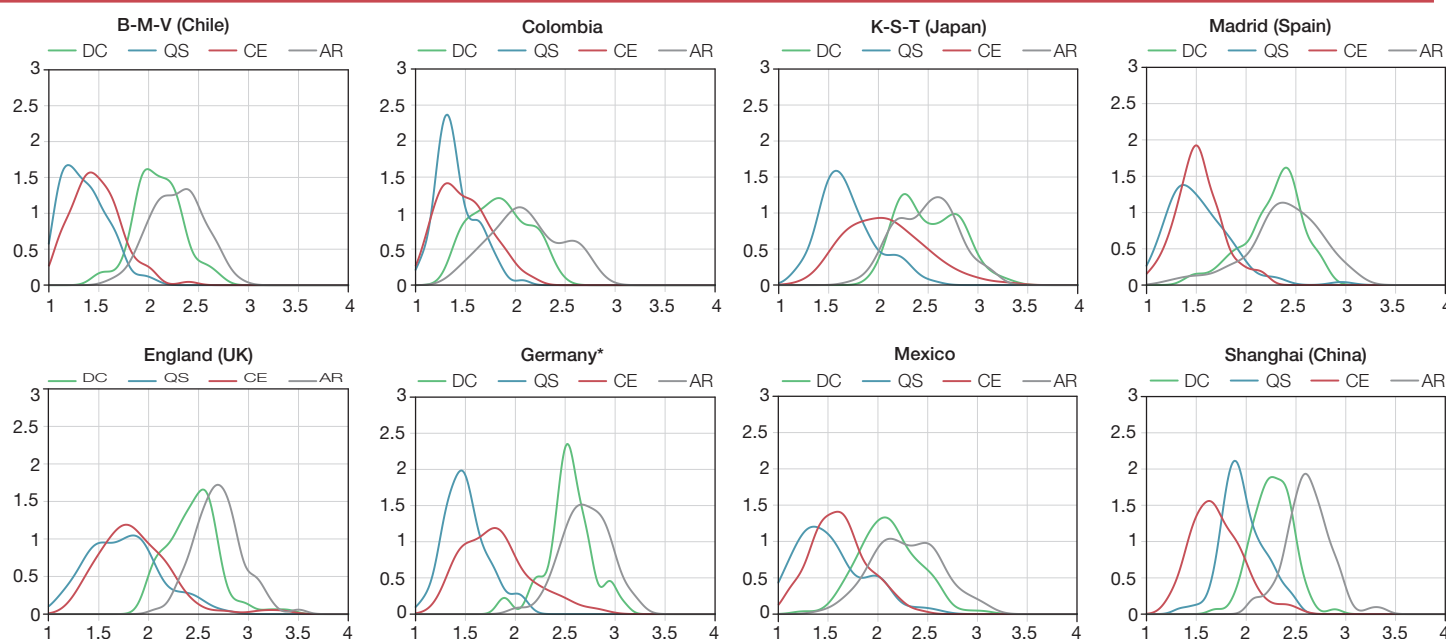 B-M-V (Chile)
DC QS CE AR
3
2.5
2
1.5
1
0.5
0
1 1.5 2 2.5 3 3.5 4
Colombia
DC QS CE AR
3
2.5
2
1.5
1
0.5
0
1 1.5 2 2.5 3 3.5 4
K-S-T (Japan)
DC QS CE AR
3
2.5
2
1.5
1
0.5
0
1 1.5 2 2.5 3 3.5 4
Madrid (Spain)
DC QS CE AR
3
2.5
2
1.5
1
0.5
0
1 1.5 2 2.5 3 3.5 4
England (UK)
DC QS CE AR
3
2.5
2
1.5
1
0.5
0
1 1.5 2 2.5 3 3.5 4
Germany*
DC QS CE AR
3
2.5
2
1.5
1
0.5
0
1 1.5 2 2.5 3 3.5 4
Mexico
DC QS CE AR
3
2.5
2
1.5
1
0.5
0
1 1.5 2 2.5 3 3.5 4
Shanghai (China)
DC QS CE AR
3
2.5
2
1.5
1
0.5
0
1 1.5 2 2.5 3 3.5 4